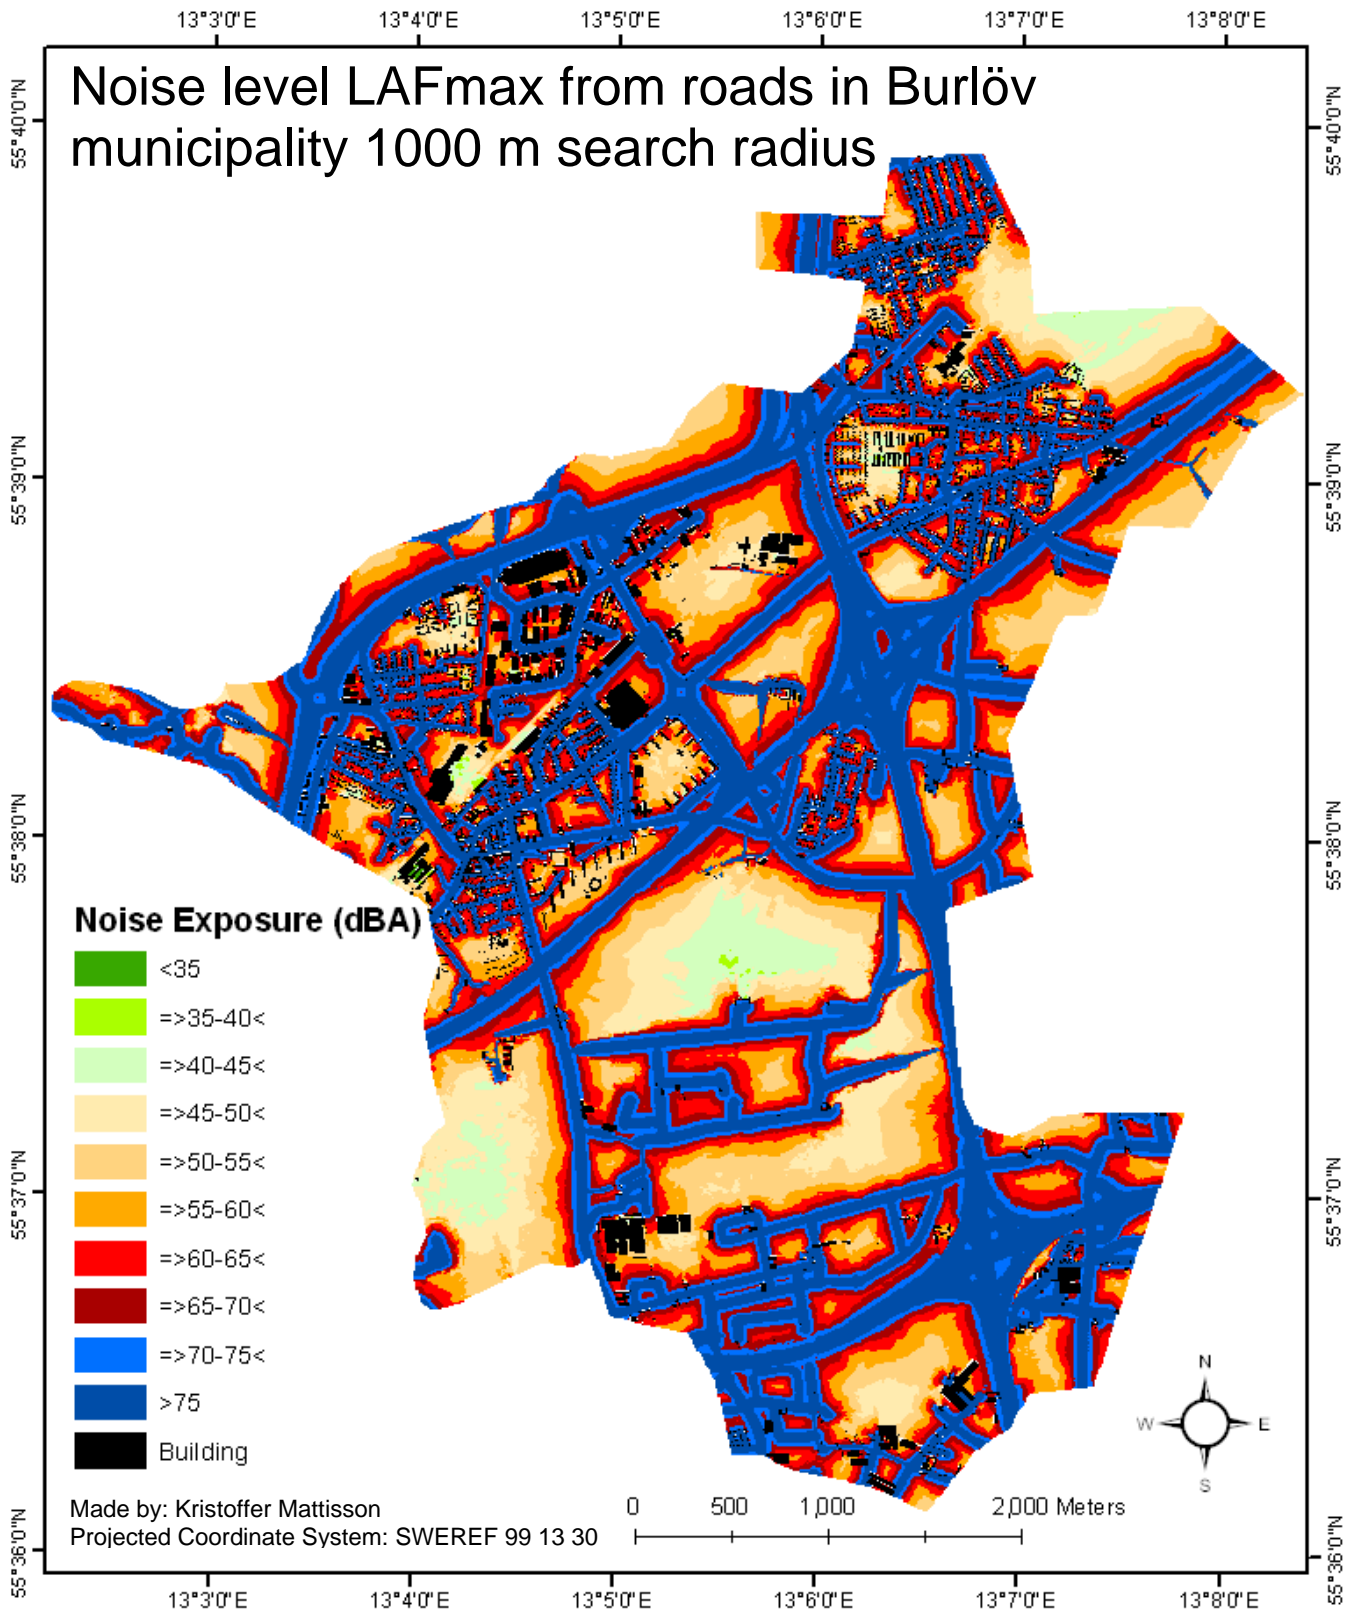 13°3'0"E 13°4'0"E 13°5'0"E 13°6'0"E 13°7'0"E 13°8'0"E
Noise level LAFmax from roads in Burlöv
municipality 1000 m search radius
55°40'0"N 55°40'0"N
55°39'0"N 55°39'0"N
55°38'0"N 55°38'0"N
Noise Exposure (dBA)
<35
=>35-40<
=>40-45<
=>45-50<
=>50-55<
=>55-60<
=>60-65<
=>65-70<
=>70-75<
>75
Building
55°37'0"N 55°37'0"N
N
W E
S
Made by: Kristoffer Mattisson
Projected Coordinate System: SWEREF 99 13 30
0 500 1,000 2,000 Meters
55°36'0"N 55°36'0"N
13°3'0"E 13°4'0"E 13°5'0"E 13°6'0"E 13°7'0"E 13°8'0"E